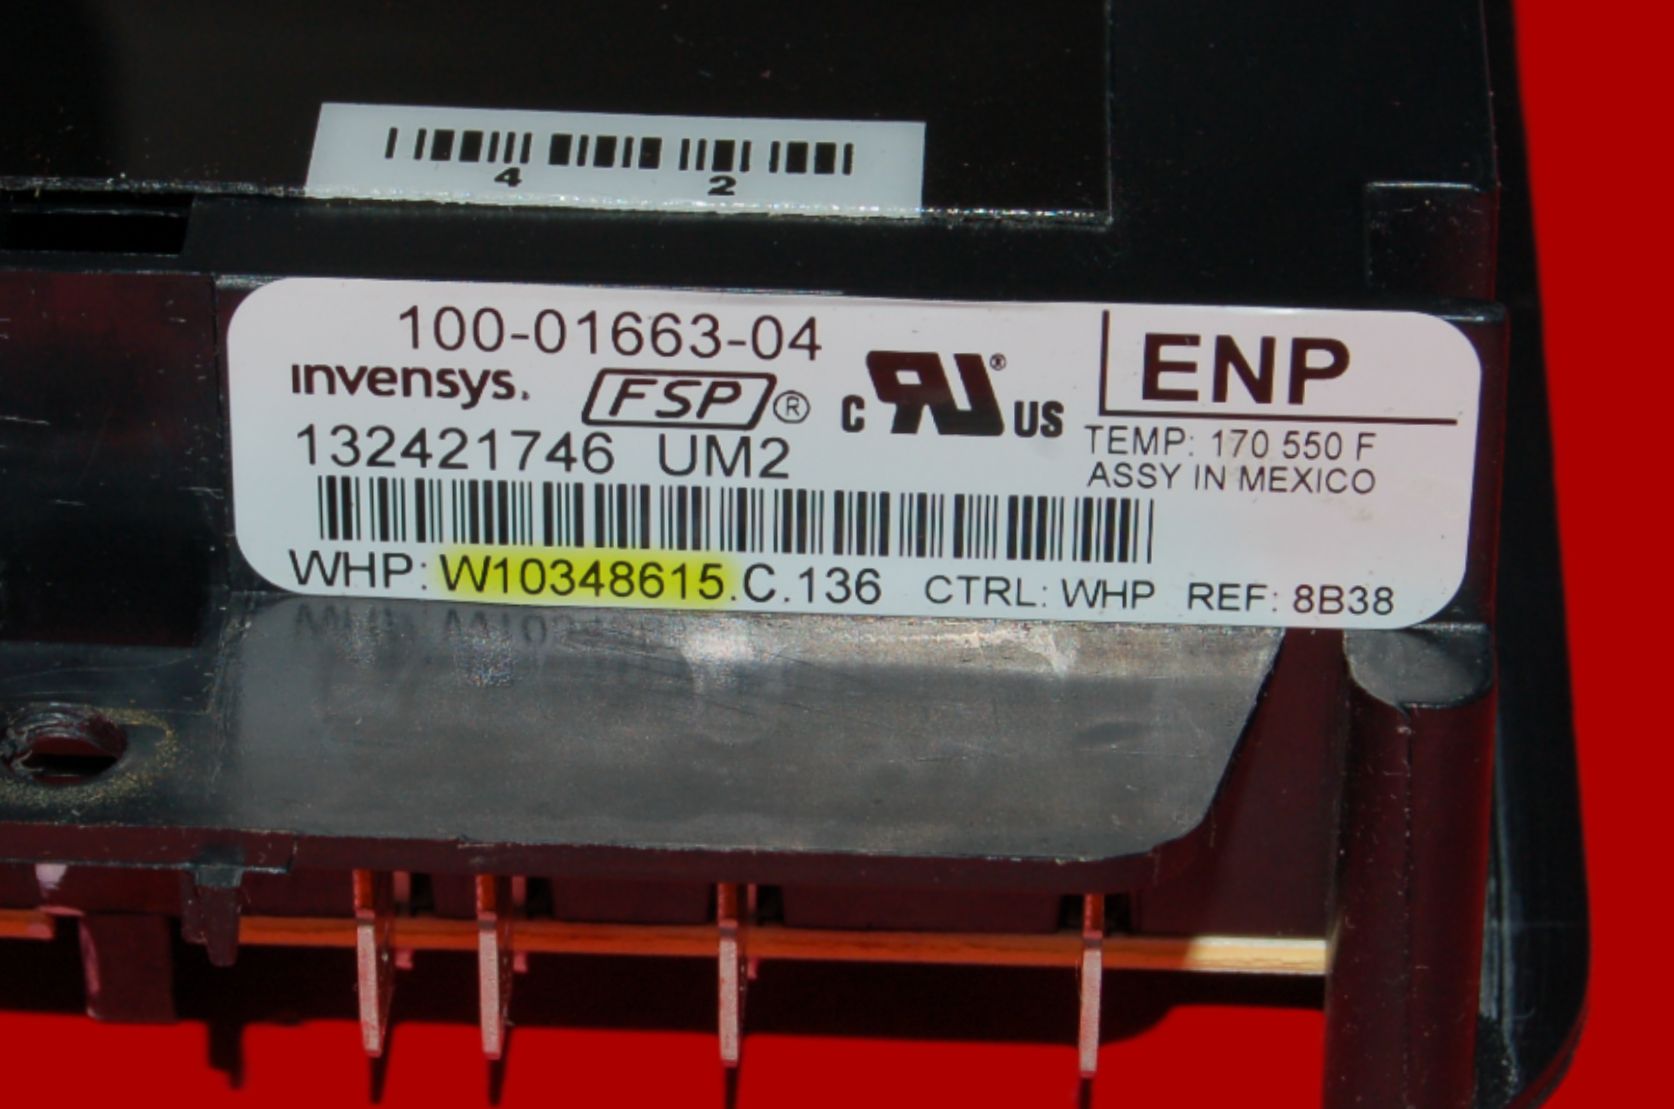 4 2
100-01663-04
invensys. FSP®
132421746 UM2
WHP: W10348615.C.136 CTRL: WHP REF: 8B38
C RU® US
ENP
TEMP: 170 550 F
ASSY IN MEXICO